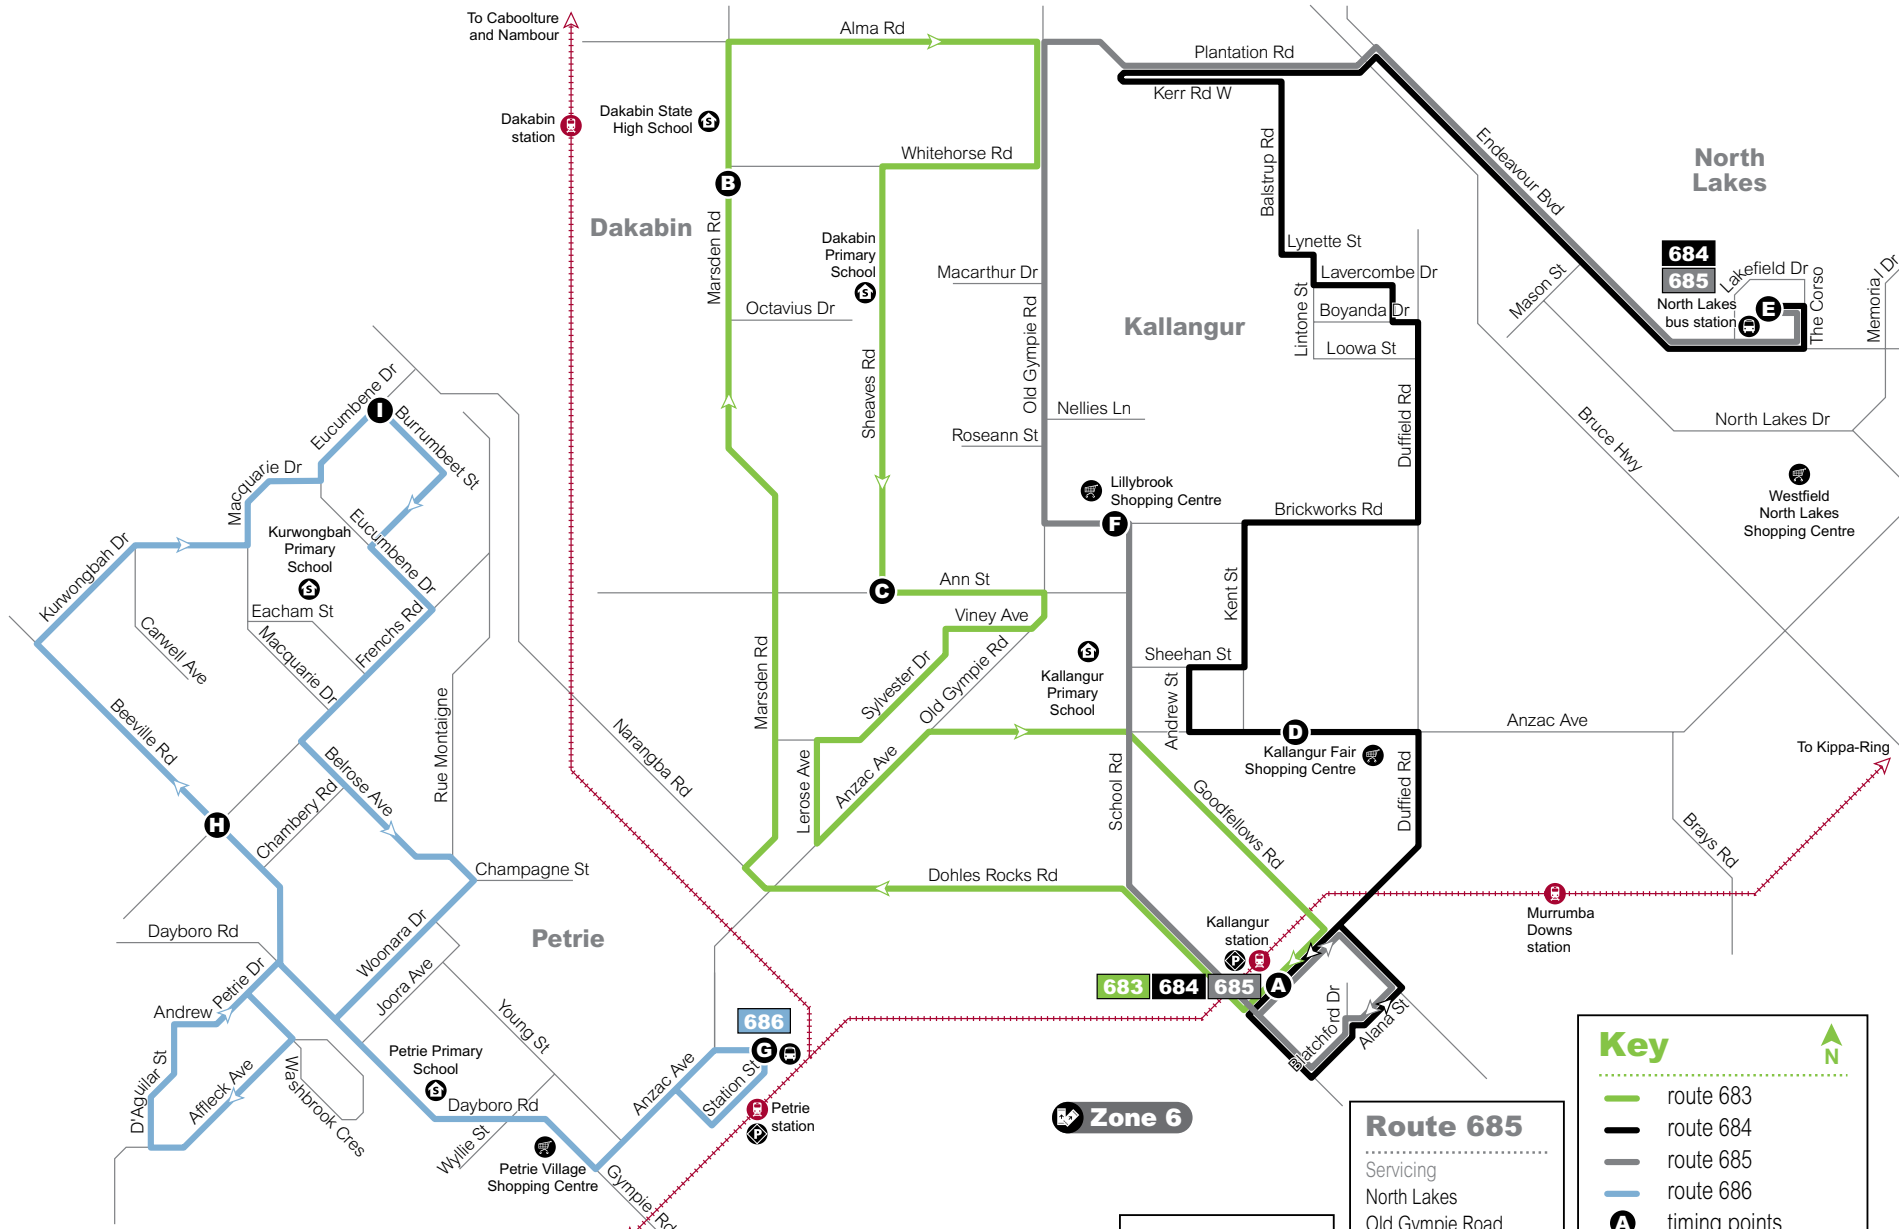 To Caboolture
and Nambour
Dakabin
station
Dakabin State
High School
Alma Rd
Whitehorse Rd
B
Dakabin
Marsden Rd
Dakabin
Primary
School
Octavius Dr
Sheaves Rd
Macarthur Dr
Old Gympie Rd
Roseann St
Nellies Ln
Plantation Rd
Kerr Rd W
Balstrup Rd
Lynette St
Lavercombe Dr
Lintone St
Boyanda Dr
Loowa St
Kallangur
Duffield Rd
Endeavour Bvd
North
Lakes
684
685
North Lakes
bus station
Lakefield Dr
E
The Corso
Memorial Dr
Mason St
North Lakes Dr
Bruce Hwy
Westfield
North Lakes
Shopping Centre
Lillybrook
Shopping Centre
F
Brickworks Rd
Kent St
Sheehan St
Andrew St
D
Kallangur Fair
Shopping Centre
Anzac Ave
To Kippa-Ring
Duffied Rd
Brays Rd
Murrumba
Downs
station
C
Ann St
Viney Ave
Sylvester Dr
Old Gympie Rd
Kallangur
Primary
School
Marsden Rd
Lerose Ave
Anzac Ave
School Rd
Goodfellows Rd
Dohles Rocks Rd
Narangba Rd
Kallangur
station
P
683
684
685
A
Blatchford Dr
Alana St
I
Eucumbene Dr
Burrumbeet St
Macquarie Dr
Eucumbene Dr
Kurwongbah
Primary
School
Kurwongbah Dr
Carwell Ave
Eacham St
Macquarie Dr
Frenchs Rd
Beeville Rd
Rue Montaigne
Belrose Ave
H
Chambery Rd
Champagne St
Dayboro Rd
Woonara Dr
Petrie
Joora Ave
Young St
Petrie Dr
Andrew
D'Aguilar St
Affleck Ave
Washbrook Cres
Petrie Primary
School
Dayboro Rd
Wyllie St
Petrie Village
Shopping Centre
Gympie Rd
Anzac Ave
Station St
686
G
Petrie
station
P
Zone 6
Route 685
Servicing
North Lakes
Old Gympie Road
Key
N
route 683
route 684
route 685
route 686
A
timing points